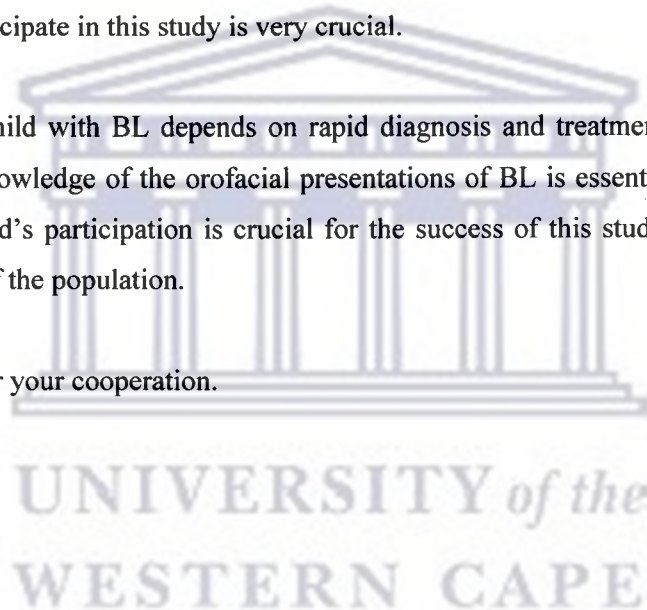 cipate in this study is very crucial.
hild with BL depends on rapid diagnosis and treatme
owledge of the orofacial presentations of BL is essent
d's participation is crucial for the success of this stud
f the population.
r your cooperation.
UNIVERSITY of the
WESTERN CAPE